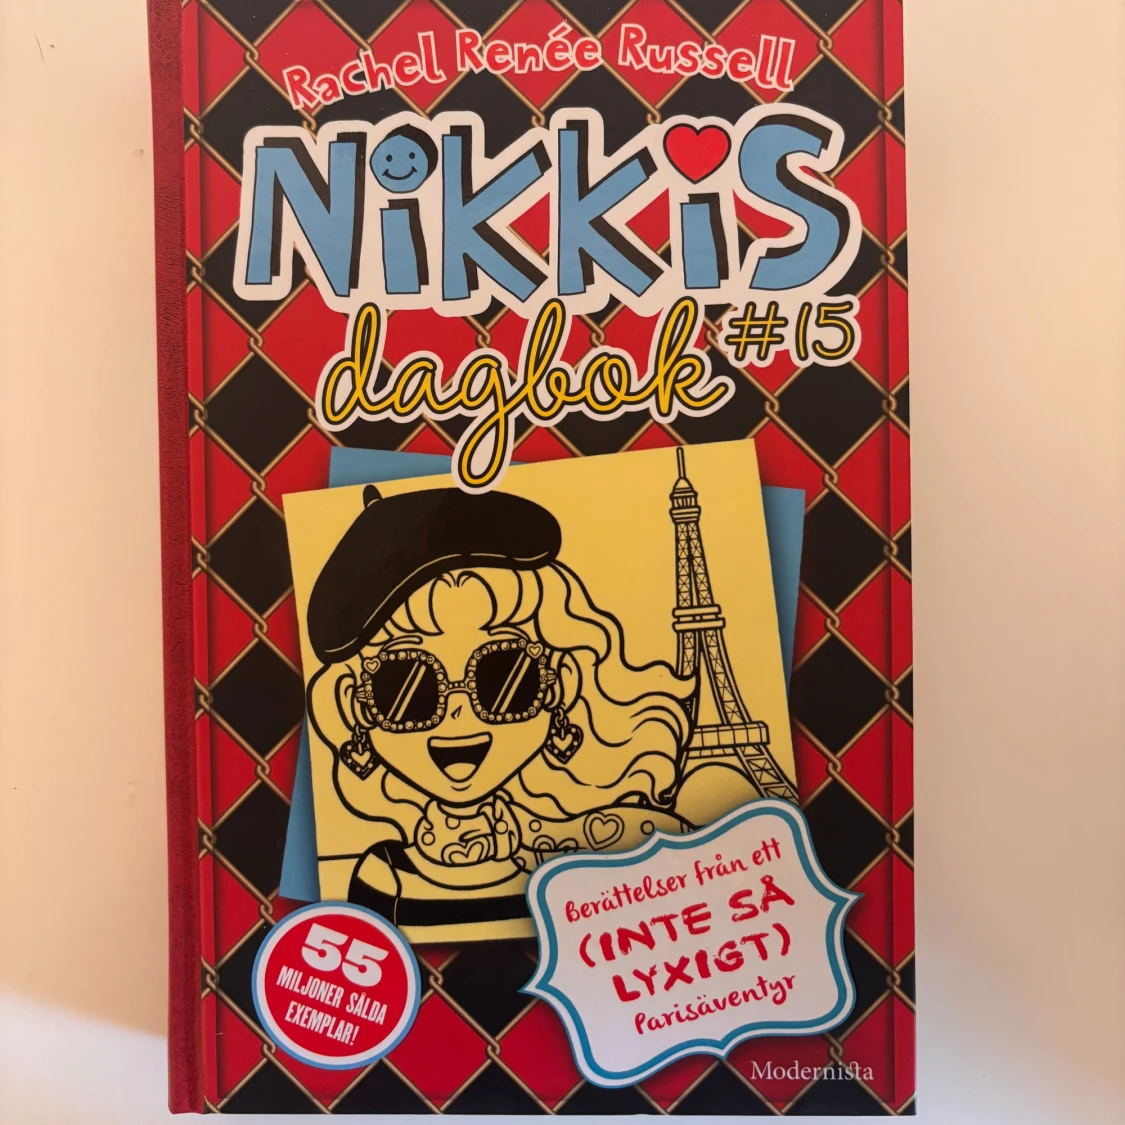 Rachel Renée Russell
NiKKiS
dagbok #15
Berättelser från ett
(INTE SÅ
LYXIGT)
Parisäventyr
55
MILJONER SÅLDA
EXEMPLAR!
Modernista